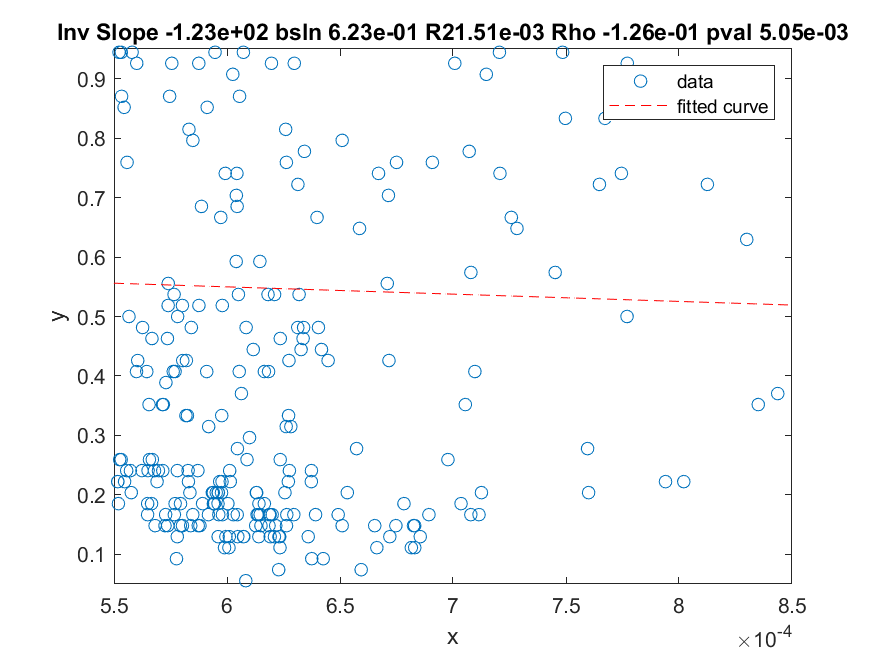 Inv Slope -1.23e+02 bsln 6.23e-01 R21.51e-03 Rho -1.26e-01 pval 5.05e-03
data
fitted curve
0.9
0.8
0.7
0.6
0.5
0.4
0.3
0.2
0.1
y
5.5 6 6.5 7 7.5 8 8.5
x
×10-4